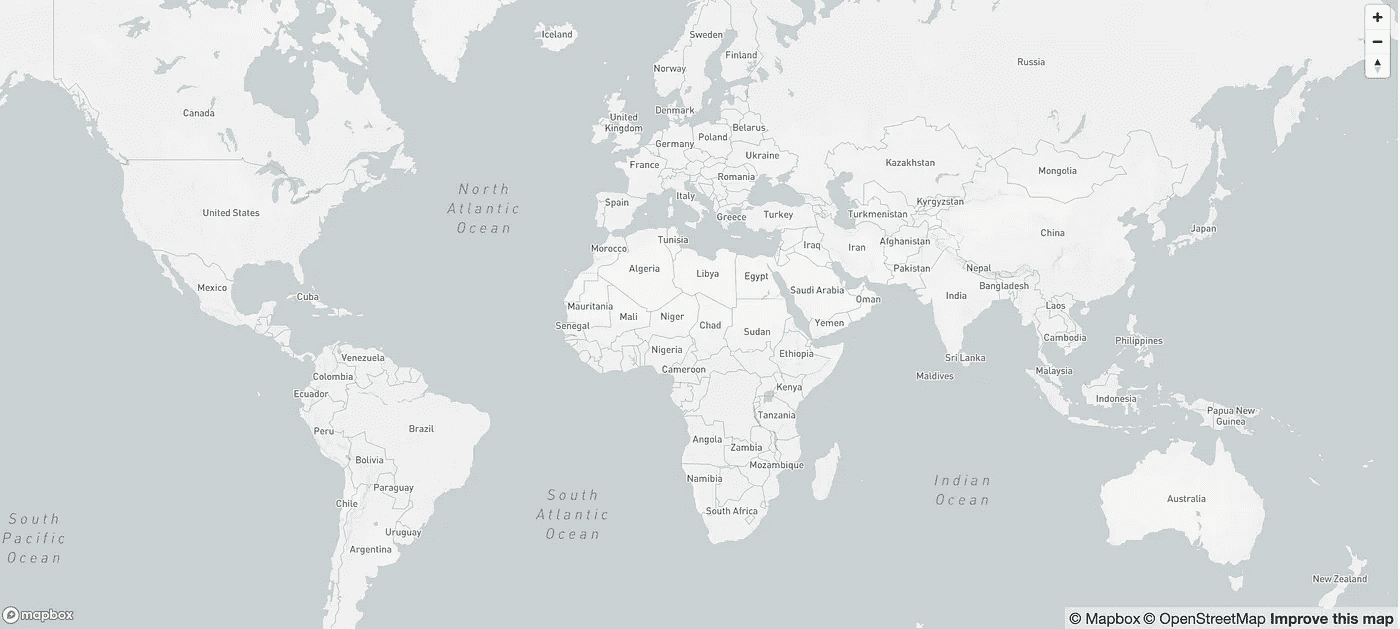 Iceland
Sweden
Finland
Norway
Russia
Canada
United
Kingdom
Denmark
Belarus
Poland
Germany
Ukraine
France
Kazakhstan
Mongolia
Romania
North
Atlantic
Ocean
Italy
Spain
Kyrgyzstan
United States
Greece
Turkey
Turkmenistan
China
Japan
Morocco
Tunisia
Iraq
Iran
Afghanistan
Algeria
Libya
Egypt
Pakistan
Nepal
Mexico
Cuba
Saudi Arabia
Oman
India
Bangladesh
Mauritania
Mali
Niger
Chad
Sudan
Yemen
Laos
Senegal
Nigeria
Ethiopia
Cambodia
Philippines
Venezuela
Cameroon
Sri Lanka
Maldives
Malaysia
Colombia
Ecuador
Kenya
Indonesia
Peru
Brazil
Tanzania
Papua New
Guinea
Bolivia
Angola
Zambia
Mozambique
Paraguay
Namibia
Indian
Ocean
Chile
South
Atlantic
Ocean
South Africa
Australia
South
Pacific
Ocean
Uruguay
Argentina
New Zealand
mapbox
© Mapbox © OpenStreetMap Improve this map